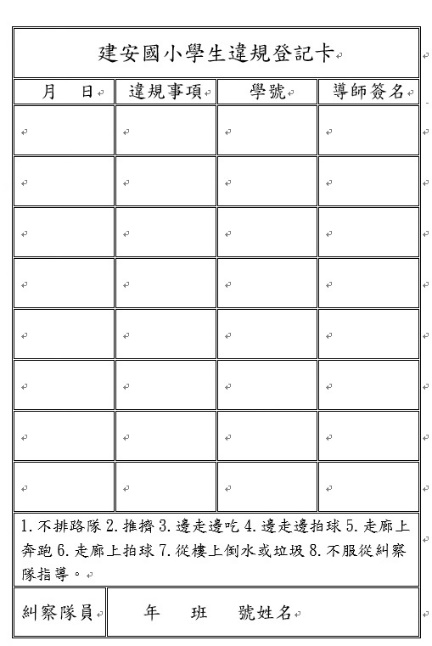 建安國小學生違規登記卡
月 日 違規事項 學號 導師簽名
1.不排路隊 2.推擠 3.邊走邊吃 4.邊走邊拍球 5.走廊上
奔跑 6.走廊上拍球 7.從樓上倒水或垃圾 8.不服從糾察
隊指導。
糾察隊員 年 班 號姓名